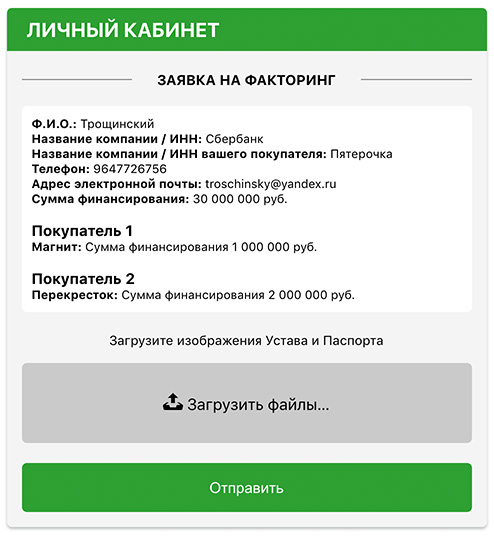 ЛИЧНЫЙ КАБИНЕТ
ЗАЯВКА НА ФАКТОРИНГ
Ф.И.О.: Трощинский
Название компании / ИНН: Сбербанк
Название компании / ИНН вашего покупателя: Пятерочка
Телефон: 9647726756
Адрес электронной почты: troschinsky@yandex.ru
Сумма финансирования: 30 000 000 руб.
Покупатель 1
Магнит: Сумма финансирования 1 000 000 руб.
Покупатель 2
Перекресток: Сумма финансирования 2 000 000 руб.
Загрузите изображения Устава и Паспорта
Загрузить файлы...
Отправить